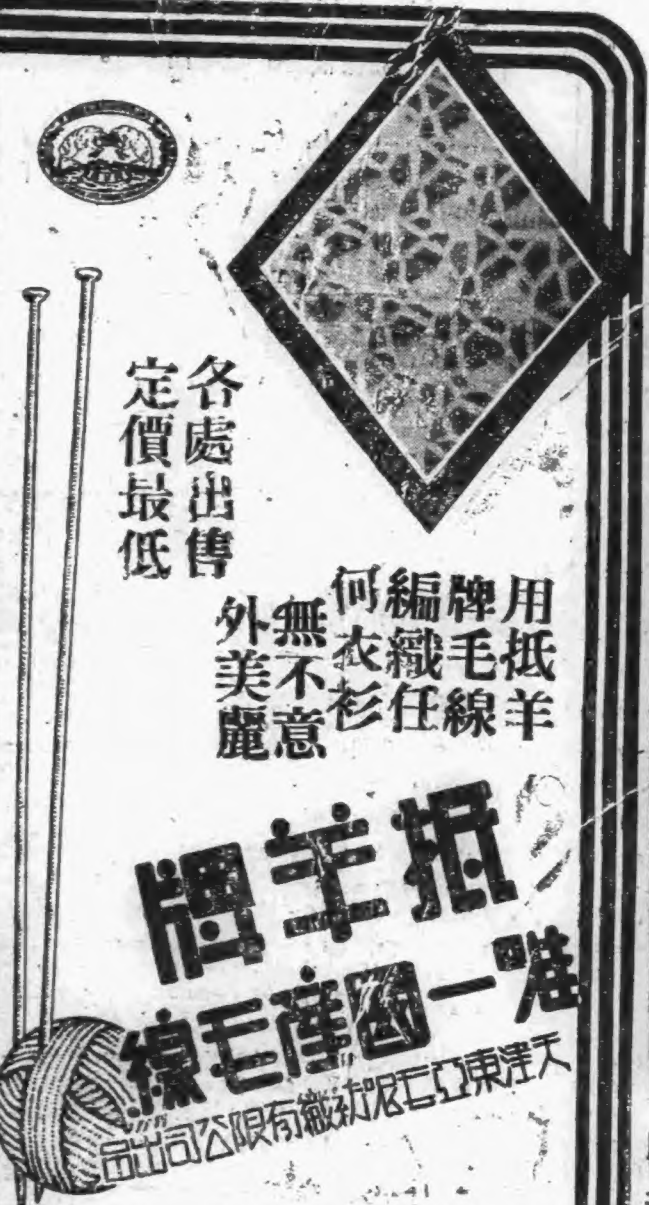 用抵羊
牌毛線
編織任
何衣衫
無不意
外美麗
各處出售
定價最低
抵羊牌
唯一國產毛線
天津東亞毛呢紡織有限公司出品